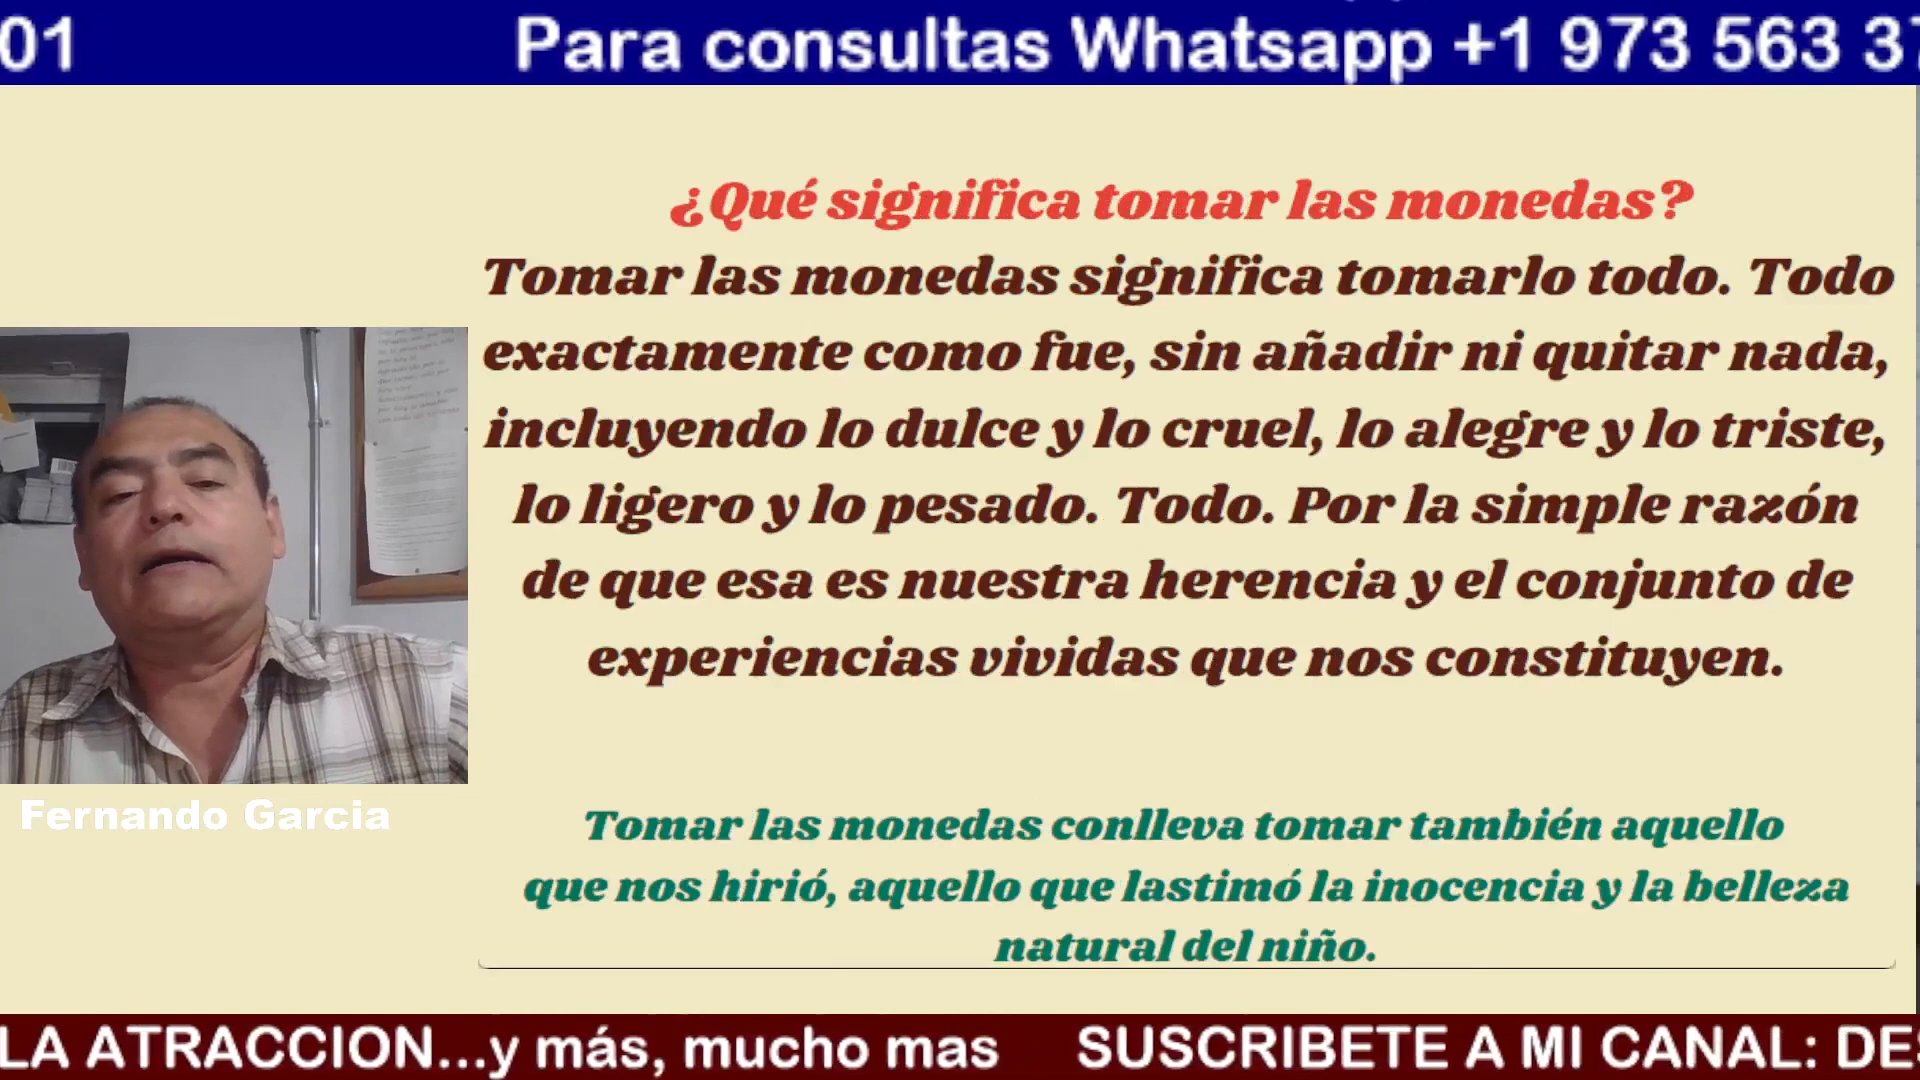 01 Para consultas Whatsapp +1 973 563 37
¿Qué significa tomar las monedas?
Tomar las monedas significa tomarlo todo. Todo
exactamente como fue, sin añadir ni quitar nada,
incluyendo lo dulce y lo cruel, lo alegre y lo triste,
lo ligero y lo pesado. Todo. Por la simple razón
de que esa es nuestra herencia y el conjunto de
experiencias vividas que nos constituyen.
Fernando Garcia
Tomar las monedas conlleva tomar también aquello
que nos hirió, aquello que lastimó la inocencia y la belleza
natural del niño.
LA ATRACCION...y más, mucho mas SUSCRIBETE A MI CANAL: